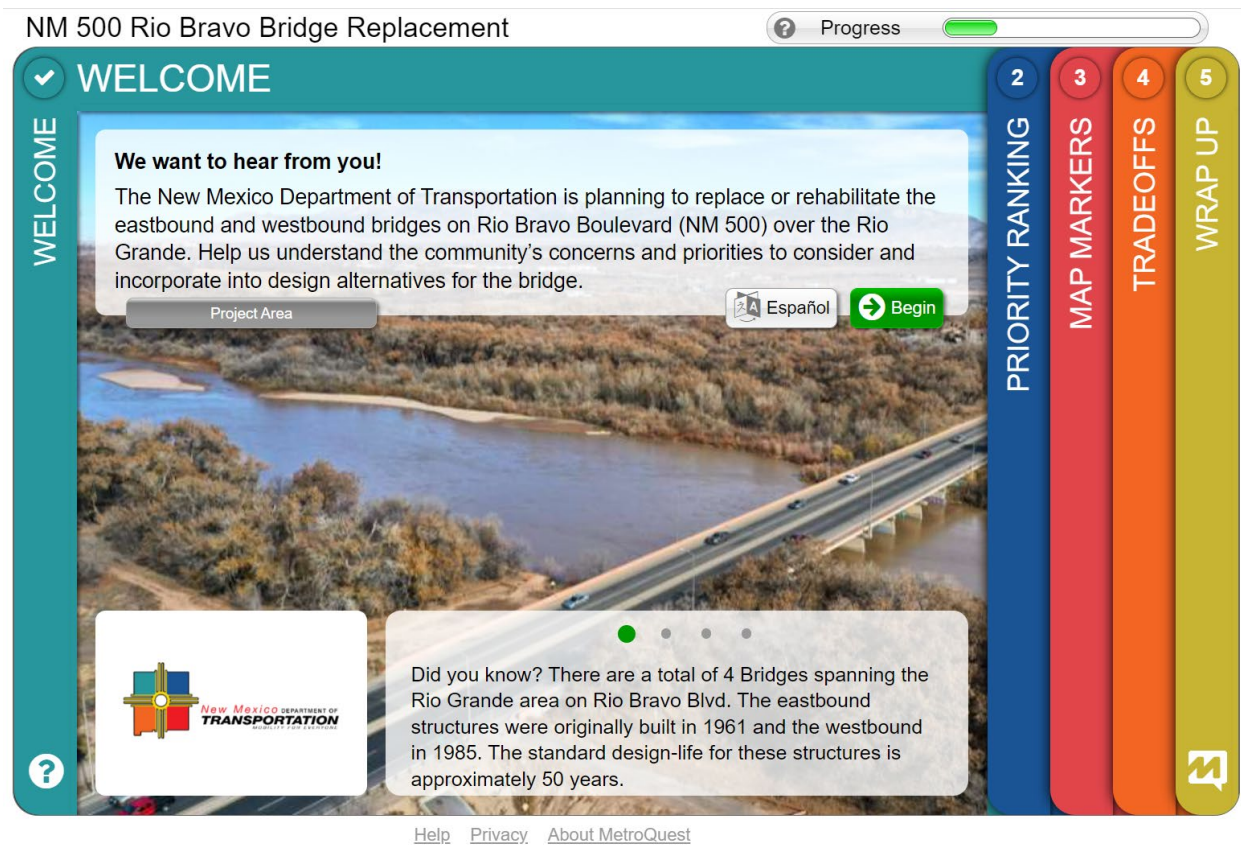 NM 500 Rio Bravo Bridge Replacement
? Progress
WELCOME
WELCOME
We want to hear from you!
The New Mexico Department of Transportation is planning to replace or rehabilitate the
eastbound and westbound bridges on Rio Bravo Boulevard (NM 500) over the Rio
Grande. Help us understand the community’s concerns and priorities to consider and
incorporate into design alternatives for the bridge.
Project Area
Español
Begin
New Mexico DEPARTMENT OF
TRANSPORTATION
MOBILITY FOR EVERYONE
Did you know? There are a total of 4 Bridges spanning the
Rio Grande area on Rio Bravo Blvd. The eastbound
structures were originally built in 1961 and the westbound
in 1985. The standard design-life for these structures is
approximately 50 years.
?
2
PRIORITY RANKING
3
MAP MARKERS
4
TRADEOFFS
5
WRAP UP
Help Privacy About MetroQuest